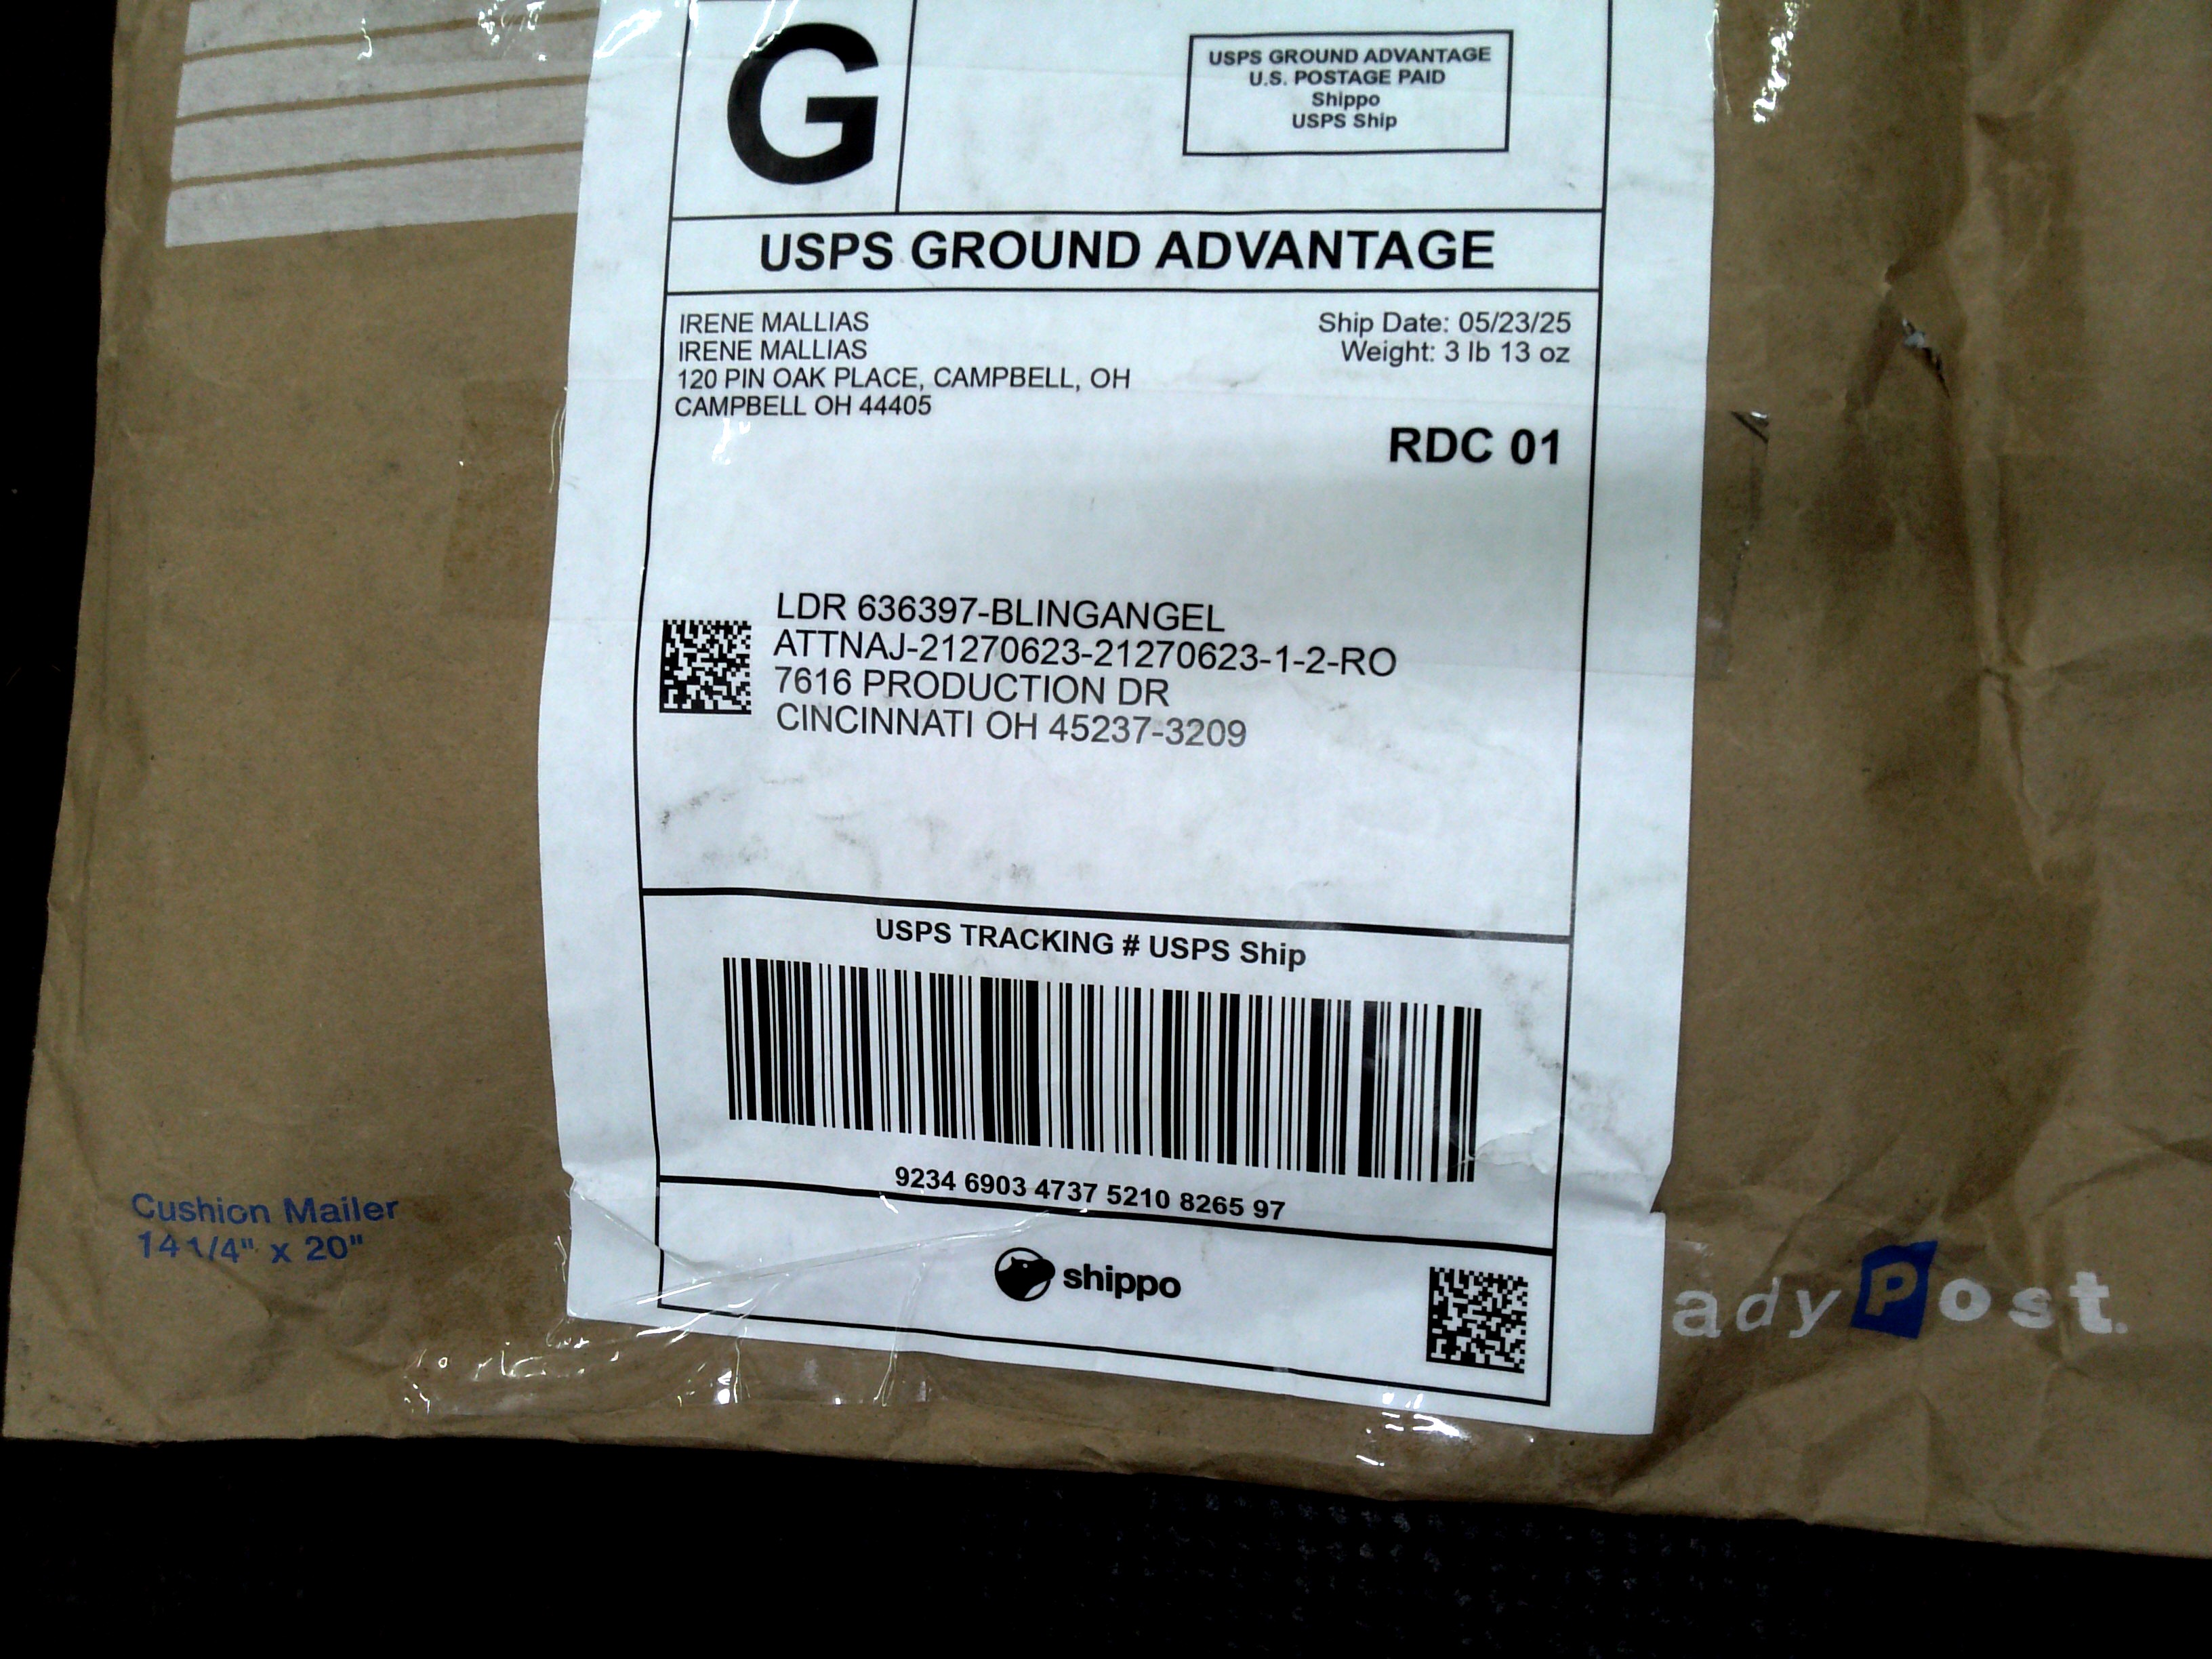 G
USPS GROUND ADVANTAGE
U.S. POSTAGE PAID
Shippo
USPS Ship
USPS GROUND ADVANTAGE
IRENE MALLIAS
IRENE MALLIAS
120 PIN OAK PLACE, CAMPBELL, OH
CAMPBELL OH 44405
Ship Date: 05/23/25
Weight: 3 lb 13 oz
RDC 01
LDR 636397-BLINGANGEL
ATTNAJ-21270623-21270623-1-2-RO
7616 PRODUCTION DR
CINCINNATI OH 45237-3209
USPS TRACKING # USPS Ship
9234 6903 4737 5210 8265 97
shippo
Cushion Mailer
14 1/4" x 20"
adyPost.